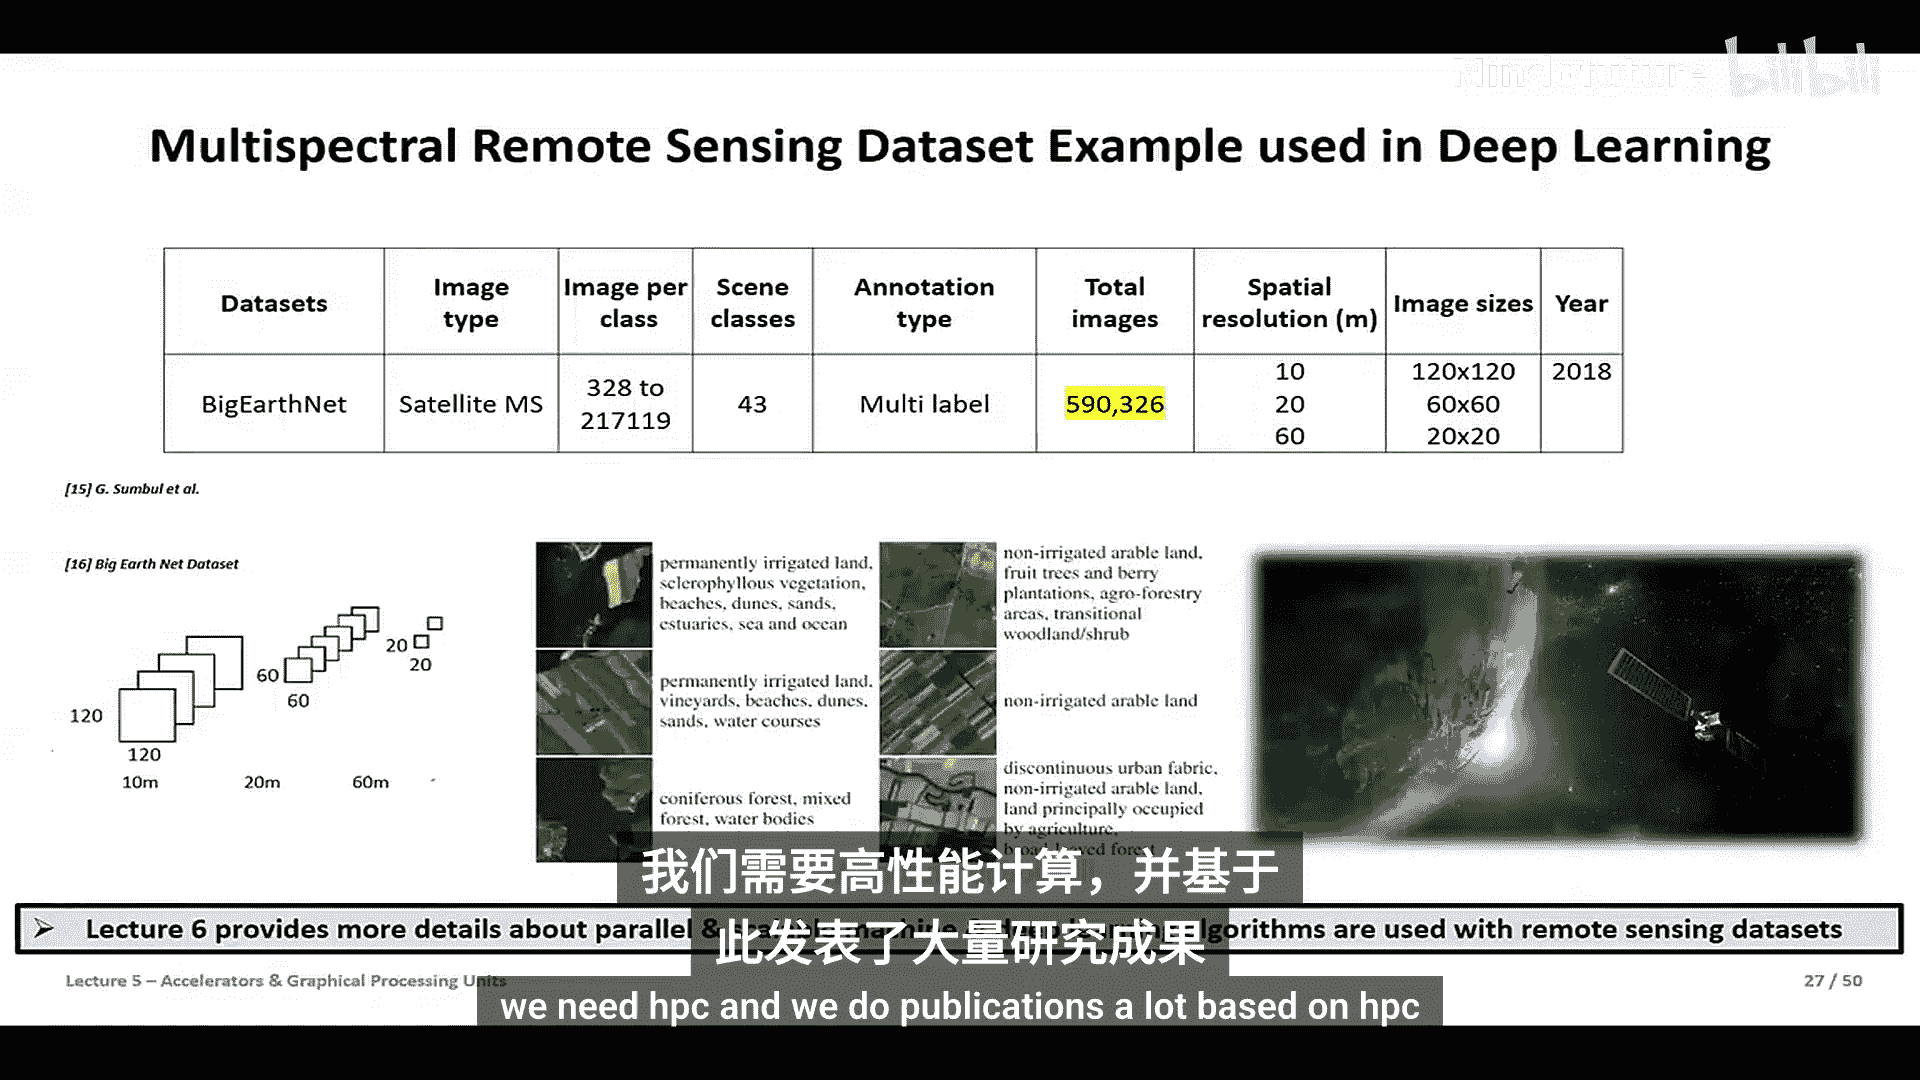 bilibili
Multispectral Remote Sensing Dataset Example used in Deep Learning
Datasets
Image type
Image per class
Scene classes
Annotation type
Total images
Spatial resolution (m)
Image sizes
Year
BigEarthNet
Satellite MS
328 to
217119
43
Multi label
590,326
10
20
60
120x120
60x60
20x20
2018
[15] G. Sumbul et al.
[16] Big Earth Net Dataset
120
120
60
60
20
20
10m
20m
60m
permanently irrigated land,
sclerophyllous vegetation,
beaches, dunes, sands,
estuaries, sea and ocean
permanently irrigated land,
vineyards, beaches, dunes,
sands, water courses
coniferous forest, mixed
forest, water bodies
non-irrigated arable land,
fruit trees and berry
plantations, agro-forestry
areas, transitional
woodland/shrub
non-irrigated arable land
discontinuous urban fabric,
non-irrigated arable land,
land principally occupied
by agriculture,
broad-leaved forest
我们需要高性能计算，并基于
此发表了大量研究成果
we need hpc and we do publications a lot based on hpc
Lecture 6 provides more details about parallel & algorithms are used with remote sensing datasets
Lecture 5 – Accelerators & Graphical Processing Units
27 / 50